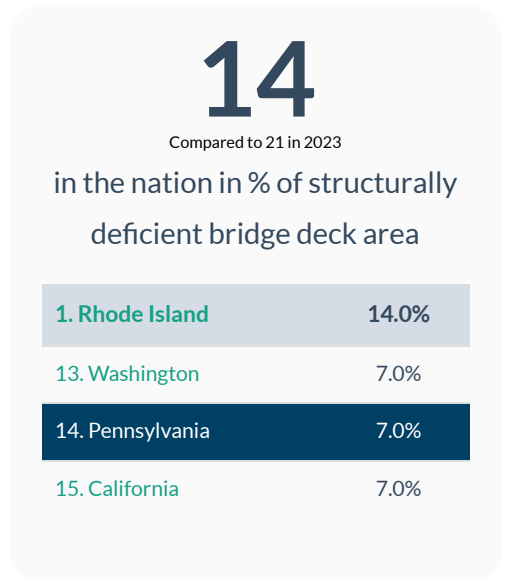 14
Compared to 21 in 2023
in the nation in % of structurally
deficient bridge deck area
1. Rhode Island 14.0%
13. Washington 7.0%
14. Pennsylvania 7.0%
15. California 7.0%